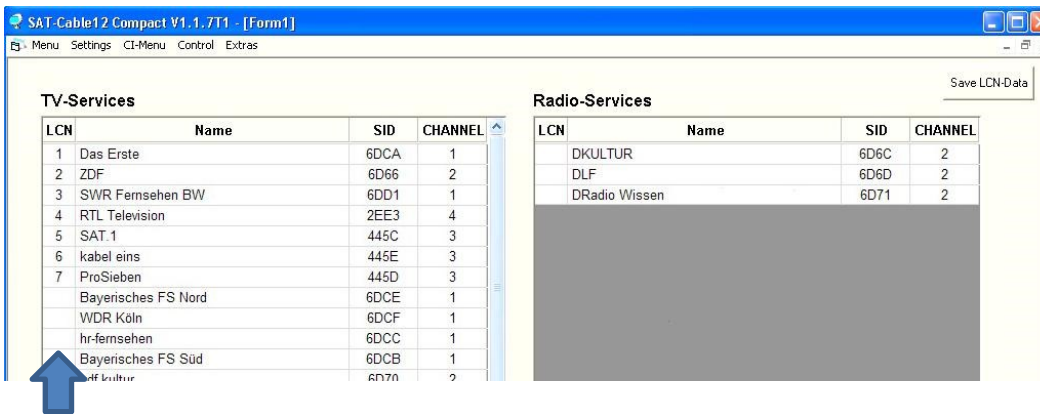 SAT-Cable12 Compact V1.1.7T1 - [Form1]
Menu Settings CI-Menu Control Extras
Save LCN-Data
TV-Services
LCN Name SID CHANNEL
1 Das Erste 6DCA 1
2 ZDF 6D66 2
3 SWR Fernsehen BW 6DD1 1
4 RTL Television 2EE3 4
5 SAT.1 445C 3
6 kabel eins 445E 3
7 ProSieben 445D 3
Bayerisches FS Nord 6DCE 1
WDR Köln 6DCF 1
hr-fernsehen 6DCC 1
Bayerisches FS Süd 6DCB 1
6D70 2
Radio-Services
LCN Name SID CHANNEL
DKULTUR 6D6C 2
DLF 6D6D 2
DRadio Wissen 6D71 2